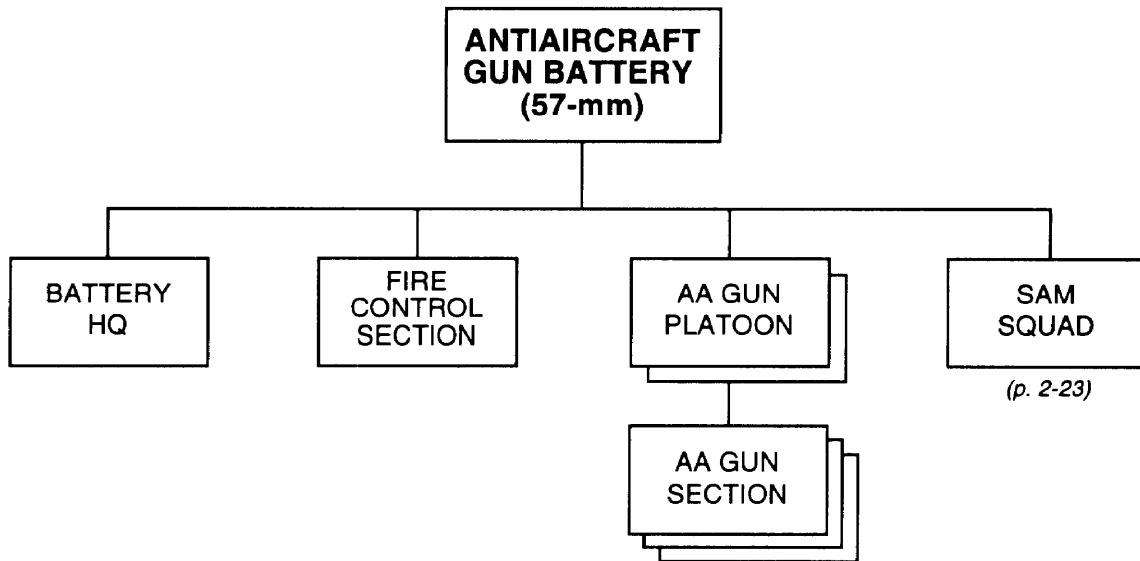 ANTIAIRCRAFT
GUN BATTERY
(57-mm)
BATTERY
HQ
FIRE
CONTROL
SECTION
AA GUN
PLATOON
SAM
SQUAD
(p. 2-23)
AA GUN
SECTION